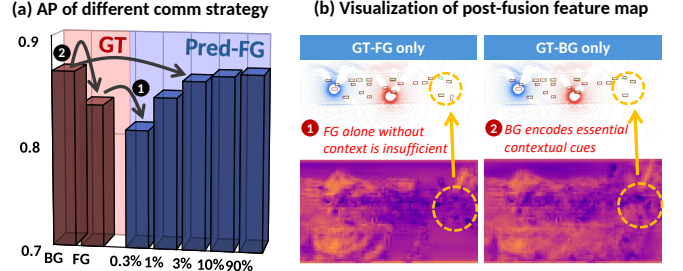 (a) AP of different comm strategy
0.9
0.8
0.7
GT
Pred-FG
2
1
BG FG 0.3% 1% 3% 10% 90%
(b) Visualization of post-fusion feature map
GT-FG only
GT-BG only
1 FG alone without
context is insufficient
2 BG encodes essential
contextual cues